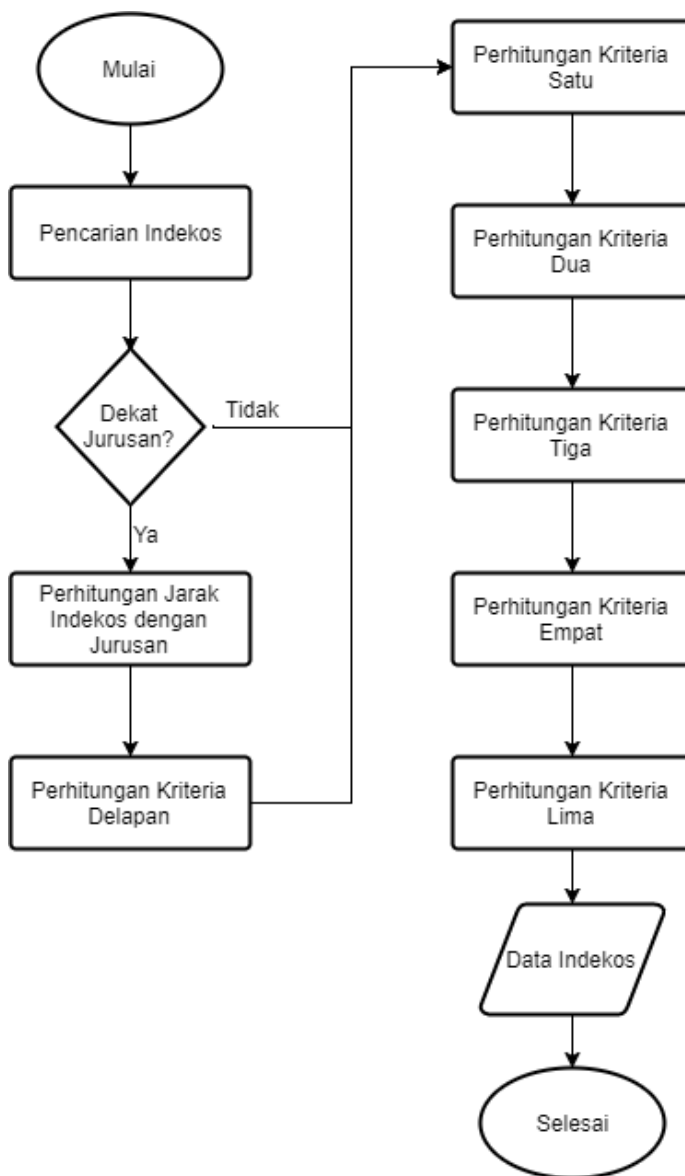 Mulai
Pencarian Indekos
Dekat
Jurusan?
Tidak
Ya
Perhitungan Jarak
Indekos dengan
Jurusan
Perhitungan Kriteria
Delapan
Perhitungan Kriteria
Satu
Perhitungan Kriteria
Dua
Perhitungan Kriteria
Tiga
Perhitungan Kriteria
Empat
Perhitungan Kriteria
Lima
Data Indekos
Selesai